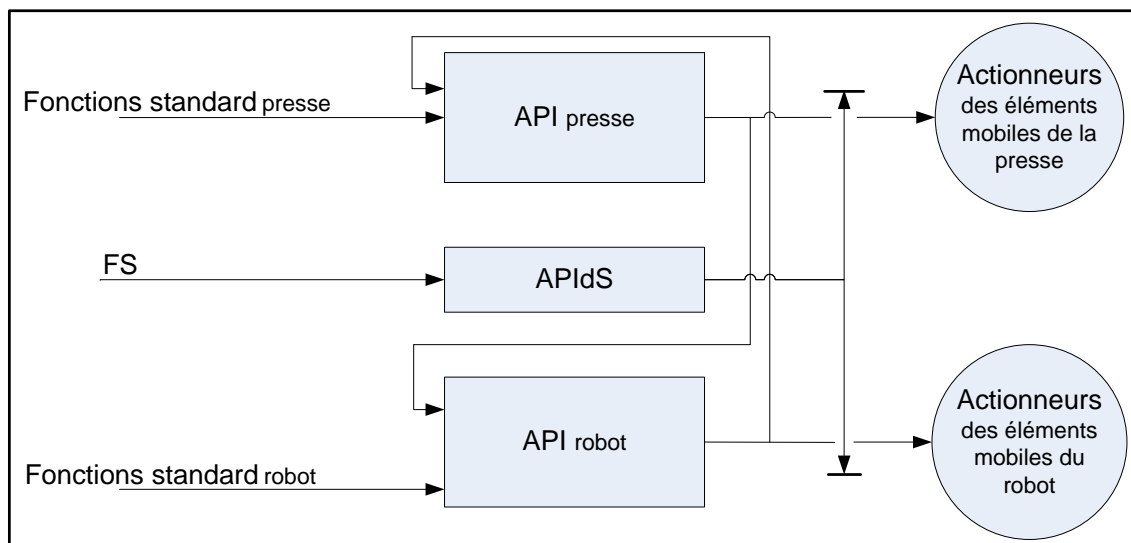 Fonctions standard presse
API presse
Actionneurs
des éléments
mobiles de la
presse
FS
APIdS
Fonctions standard robot
API robot
Actionneurs
des éléments
mobiles du
robot